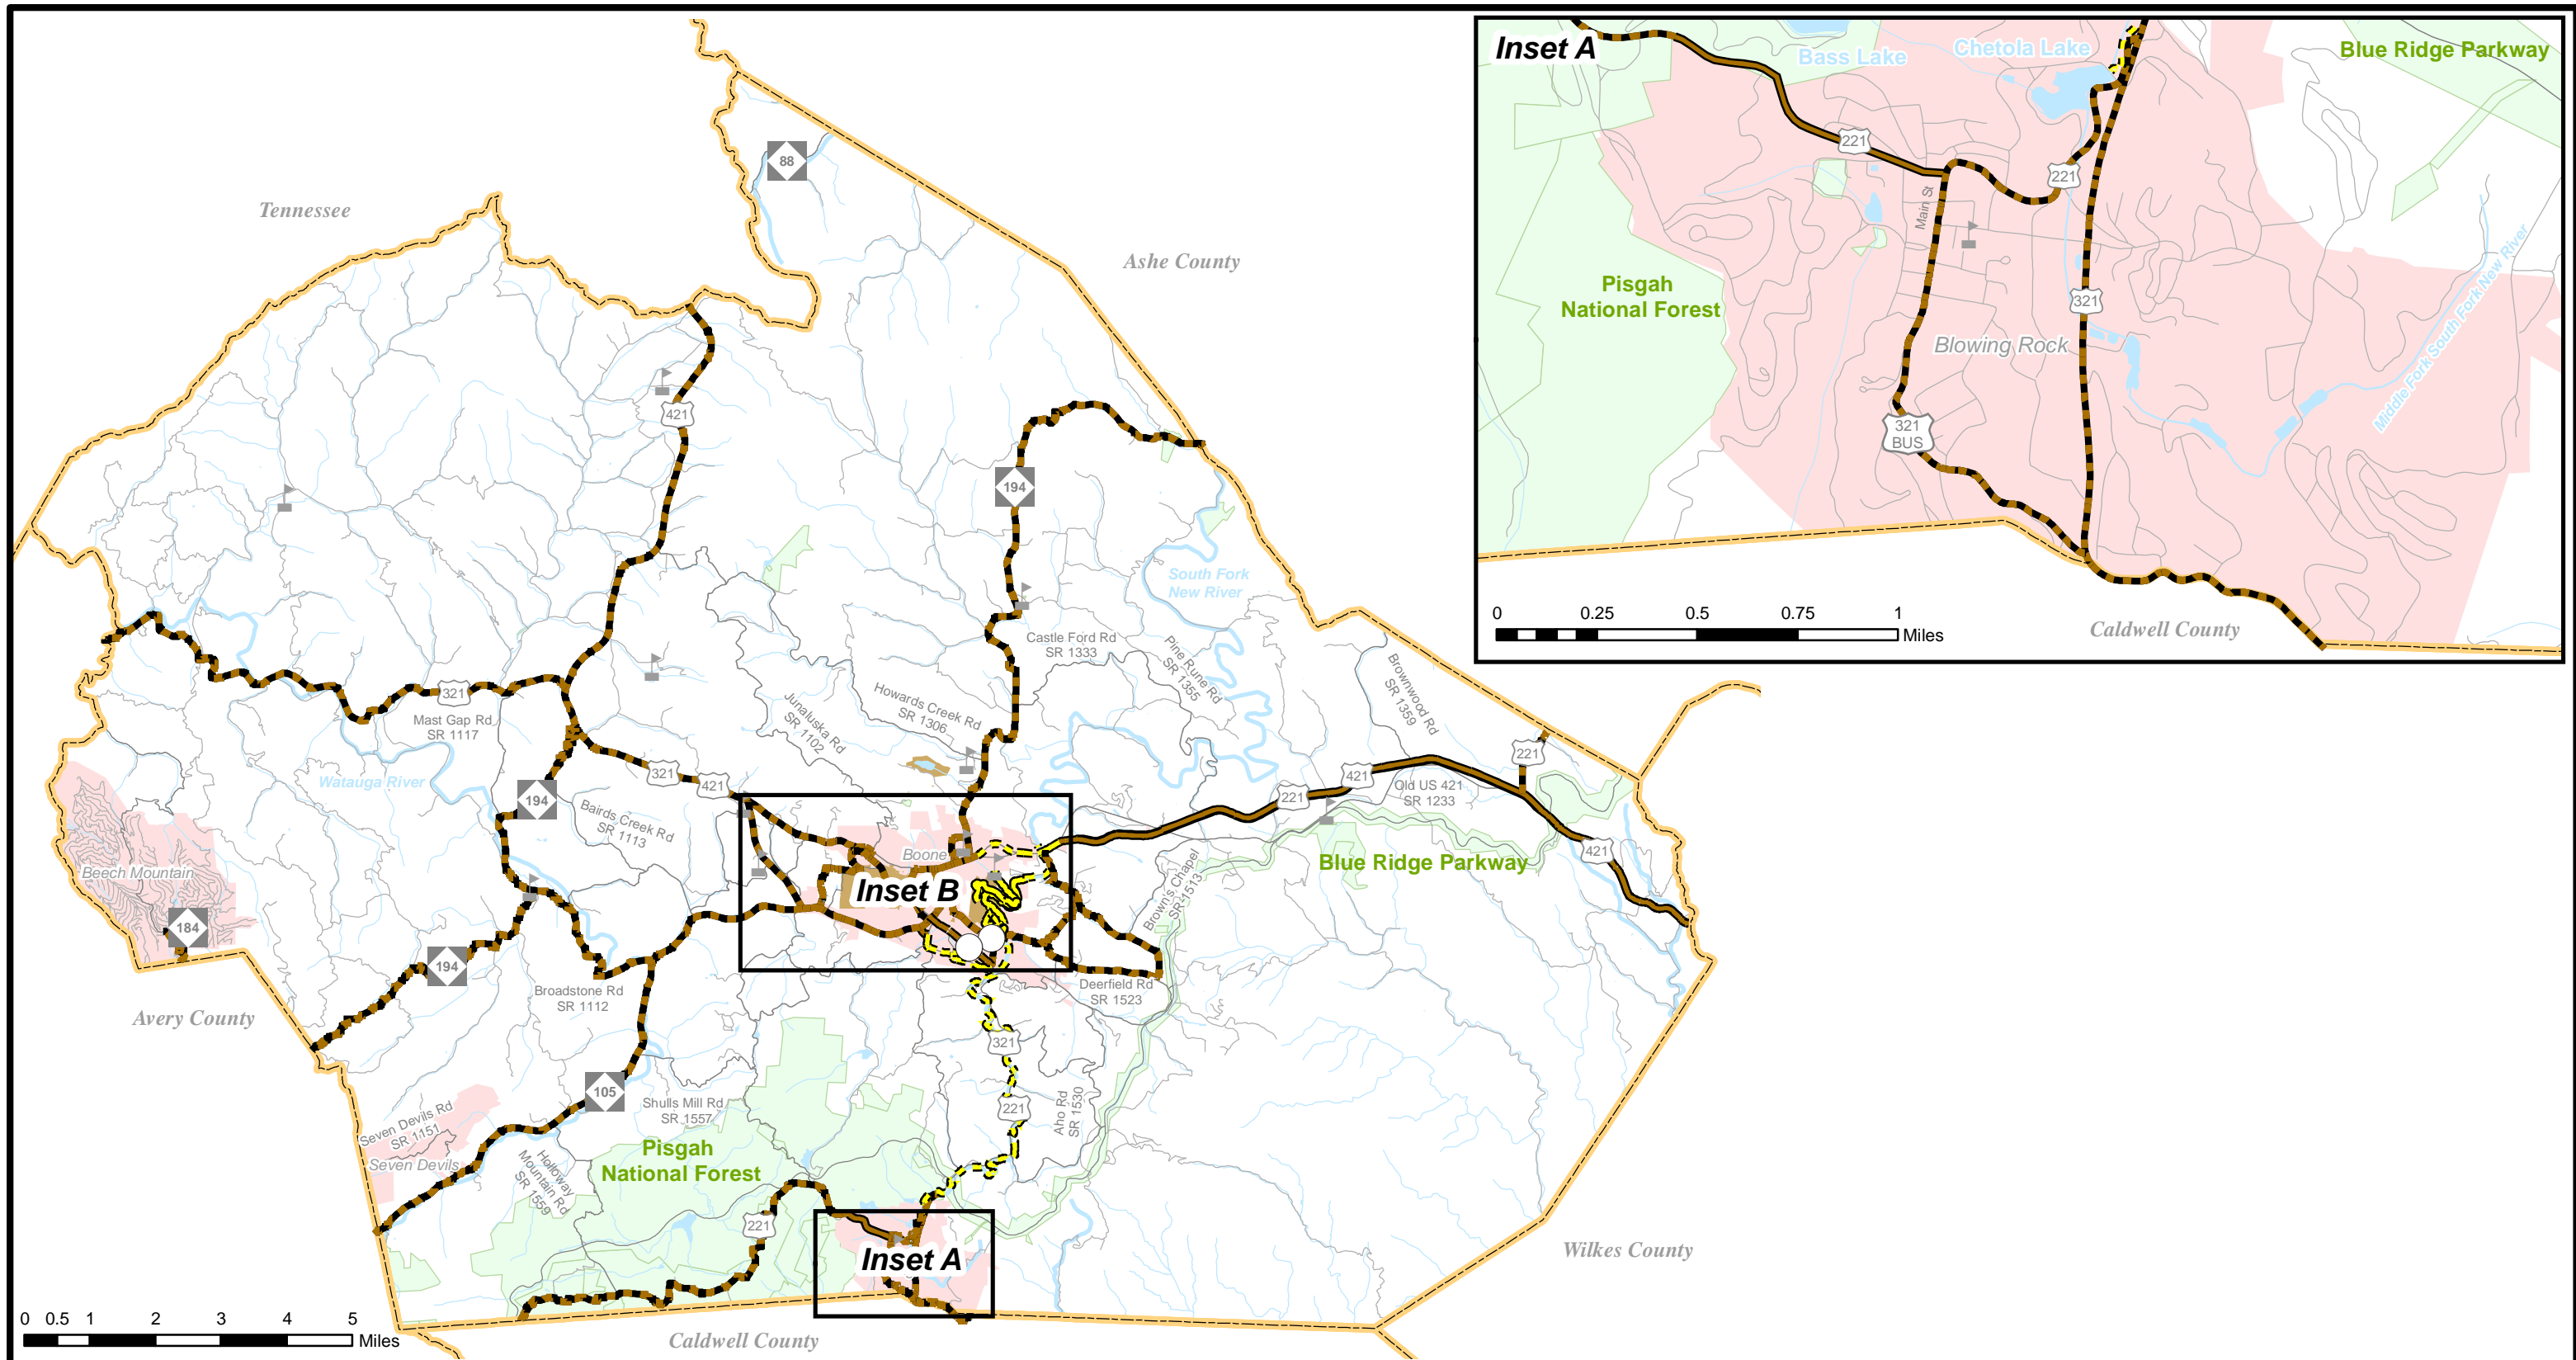 Inset A
Bass Lake
Chetola Lake
Blue Ridge Parkway
221
221
Main St
Pisgah
National Forest
321
Blowing Rock
Middle Fork South Fork New River
321
BUS
0
0.25
0.5
0.75
1
Miles
Caldwell County
88
Tennessee
Ashe County
421
194
South Fork
New River
Castle Ford Rd
SR 1333
Pine Rune Rd
SR 1355
Brownwood Rd
SR 1359
Howards Creek Rd
SR 1306
Junaluska Rd
SR 1102
321
Mast Gap Rd
SR 1117
Watauga River
321
421
194
Bairds Creek Rd
SR 1113
221
421
221
Old US 421
SR 1233
421
Boone
Inset B
Blue Ridge Parkway
Brown's Chapel
SR 1513
Beech Mountain
184
194
Broadstone Rd
SR 1112
Deerfield Rd
SR 1523
Avery County
321
105
221
Aho Rd
SR 1530
Shulls Mill Rd
SR 1557
Seven Devils Rd
SR 1151
Seven Devils
Holloway
Mountain Rd
SR 1559
Pisgah
National Forest
221
Inset A
Wilkes County
0
0.5
1
2
3
4
5
Miles
Caldwell County